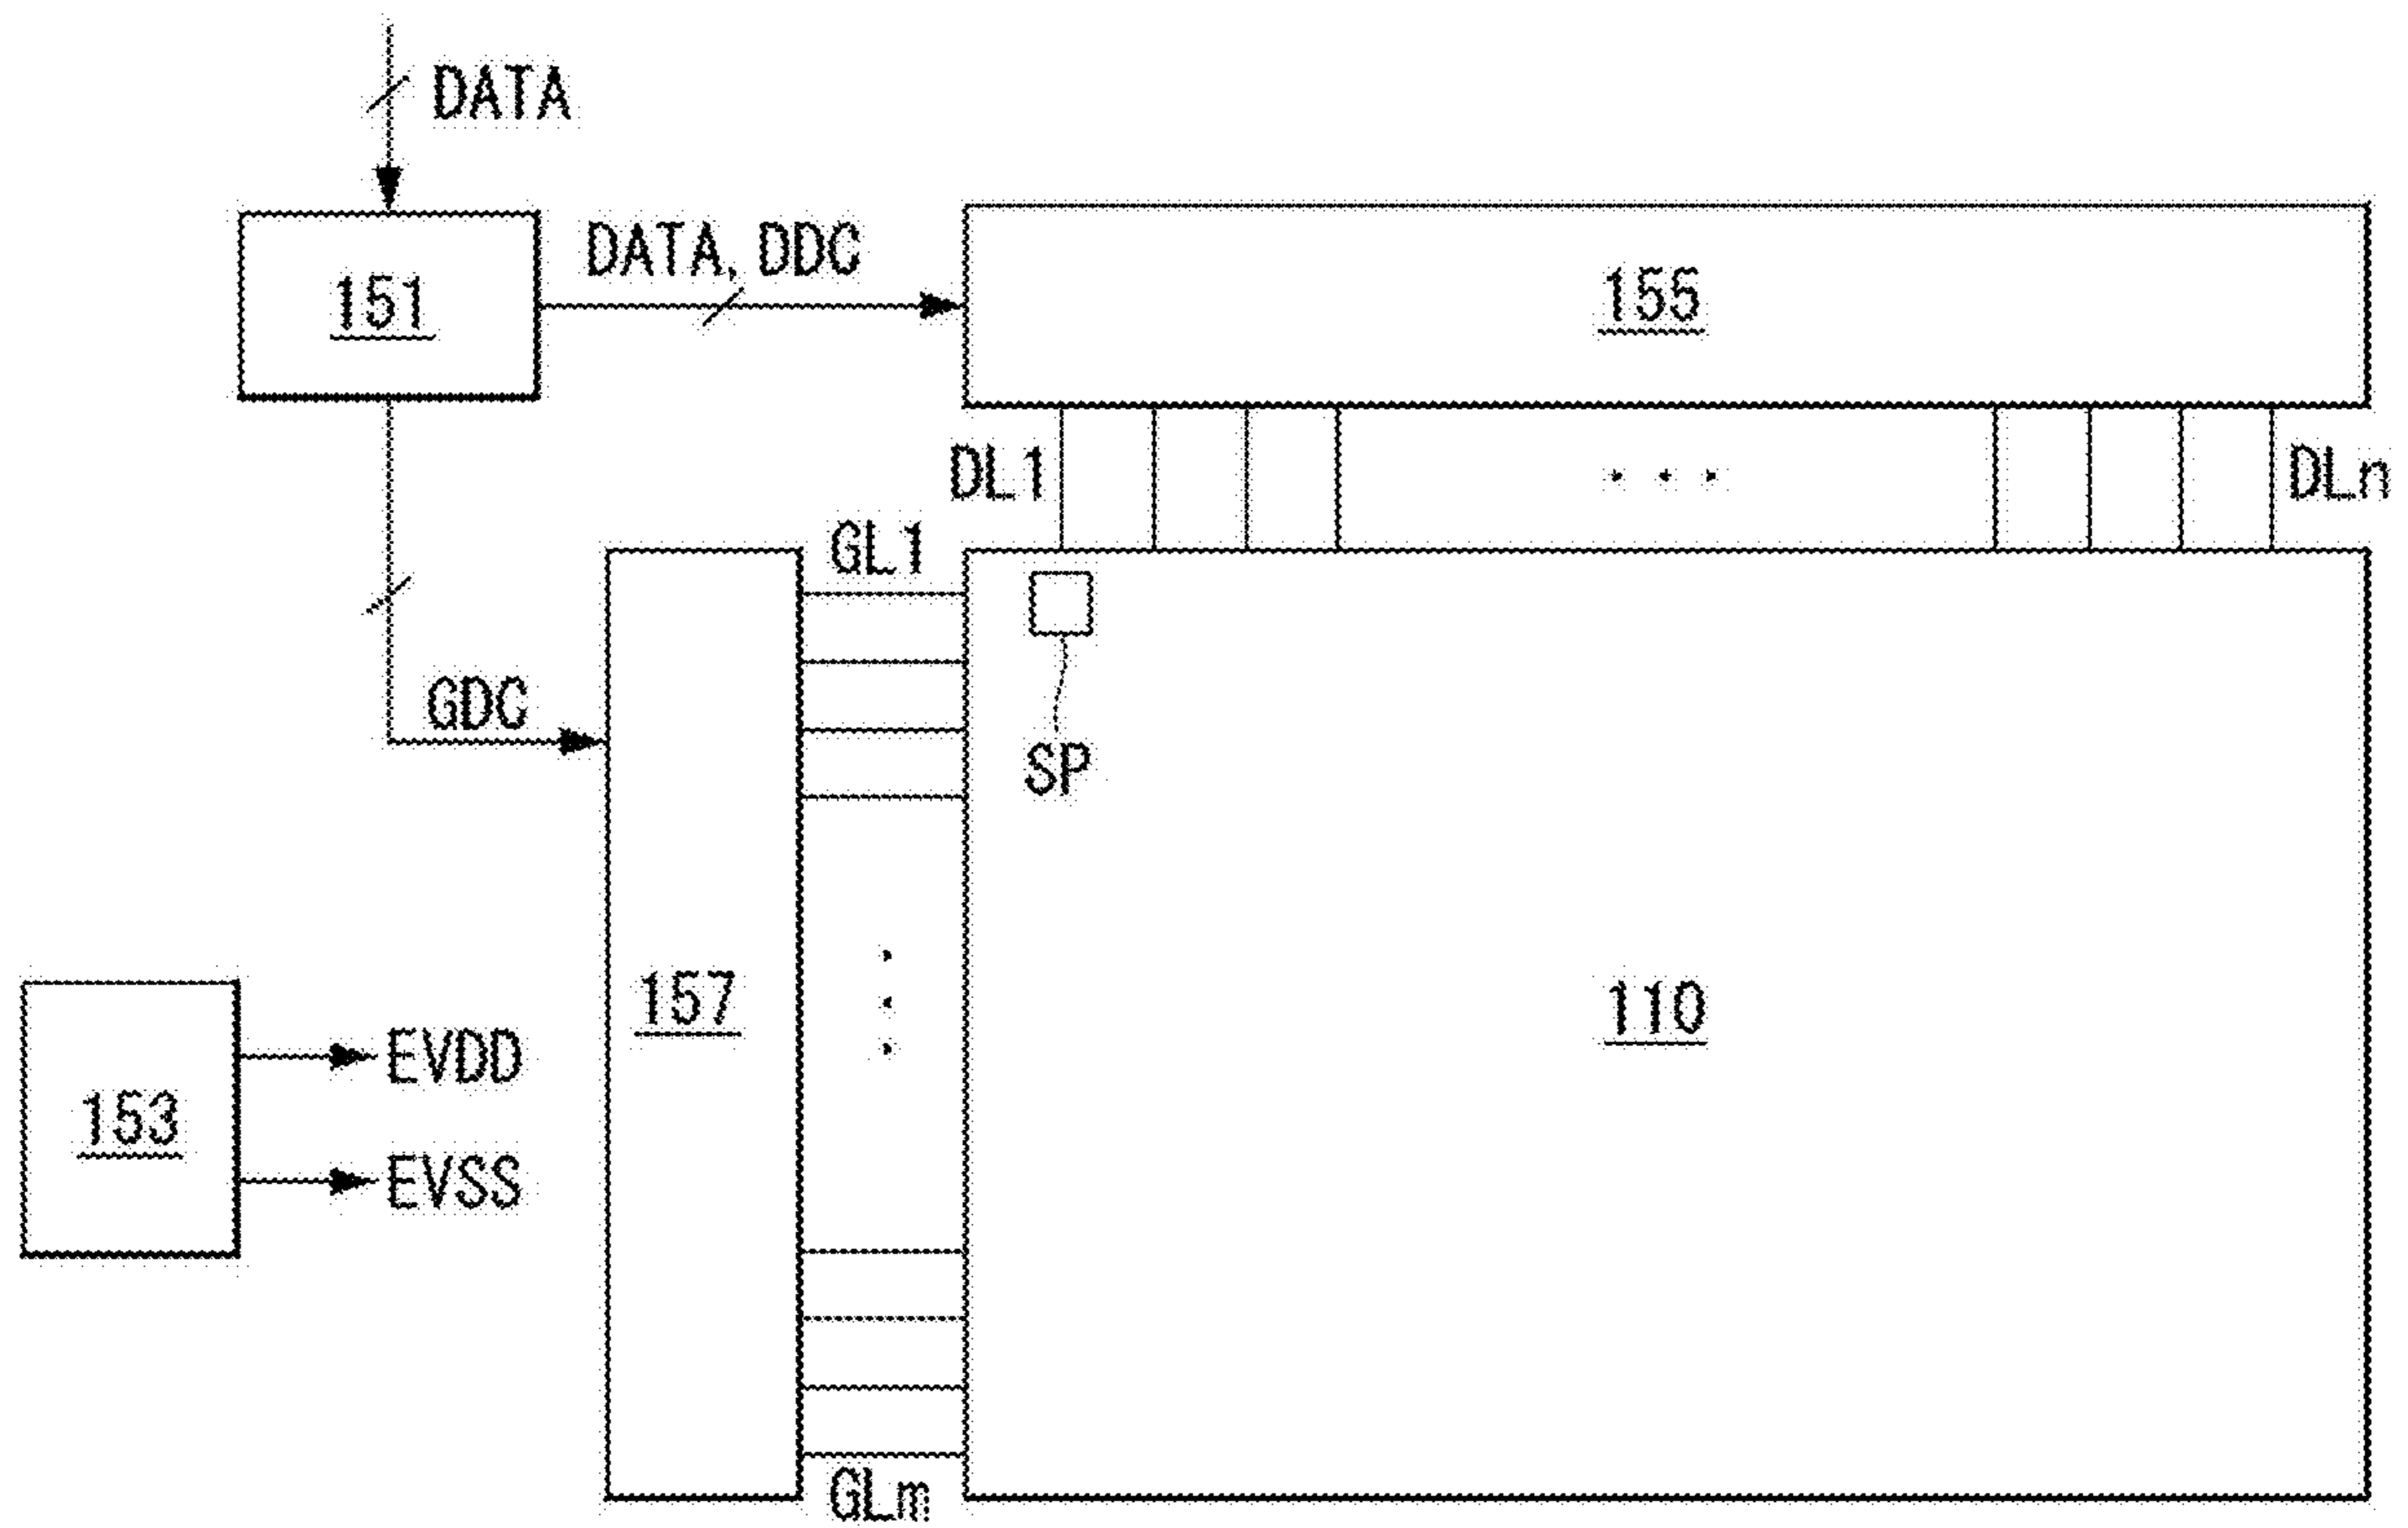 DATA
DATA, DDC
151
155
DL1
DLn
GL1
GDC
SP
157
110
EVDD
153
EVSS
GLm